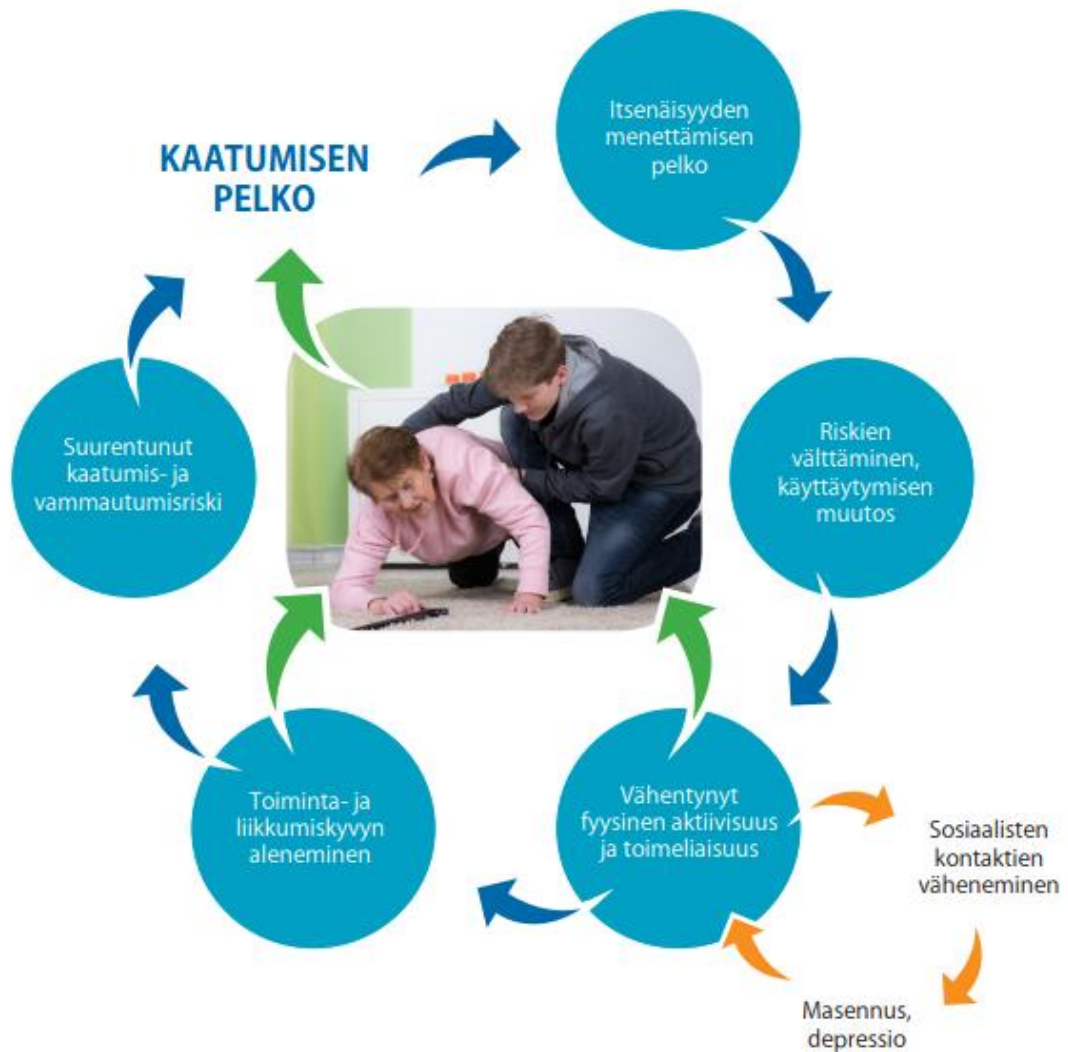 KAATUMISEN
PELKO
Itsenäisyyden
menettämisen
pelko
Riskien
välttäminen,
käyttäytymisen
muutos
Vähentynyt
fyysinen aktiivisuus
ja toimeliaisuus
Sosiaalisten
kontaktien
väheneminen
Masennus,
depressio
Toiminta- ja
liikkumiskyvyn
aleneminen
Suurentunut
kaatumis- ja
vammautumisriski